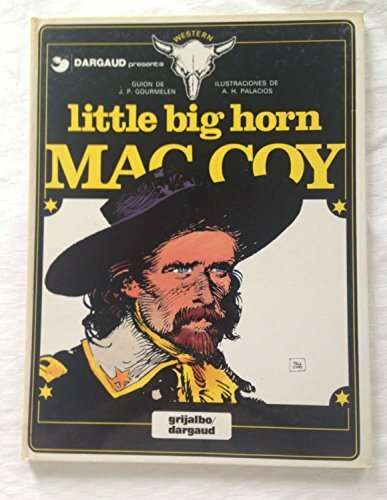 WESTERN
DARGAUD presenta
GUION DE
J. P. GOURMELEN
ILUSTRACIONES DE
A. H. PALACIOS
little big horn
MAC COY
grijalbo/
dargaud